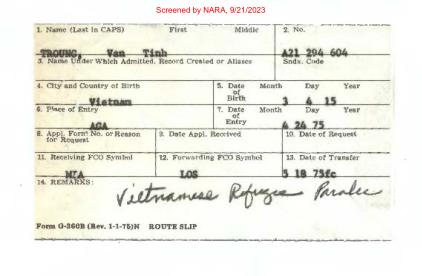 Screened by NARA, 9/21/2023
1. Name (Last in CAPS) First Middle 2. No.
TROUNG, Van Tinh A21 294 604
3. Name Under Which Admitted, Record Created or Aliases Sndx. Code
4. City and Country of Birth 5. Date of Birth Month Day Year
Vietnam 3 4 15
6. Place of Entry 7. Date of Entry Month Day Year
AGA 4 24 75
8. Appl. Form No. or Reason for Request 9. Date Appl. Received 10. Date of Request
11. Receiving FCO Symbol 12. Forwarding FCO Symbol 13. Date of Transfer
MIA LOS 5 18 75fc
14. REMARKS:
Vietnamese Refugee Parolee
Form G-360B (Rev. 1-1-75)N ROUTE SLIP